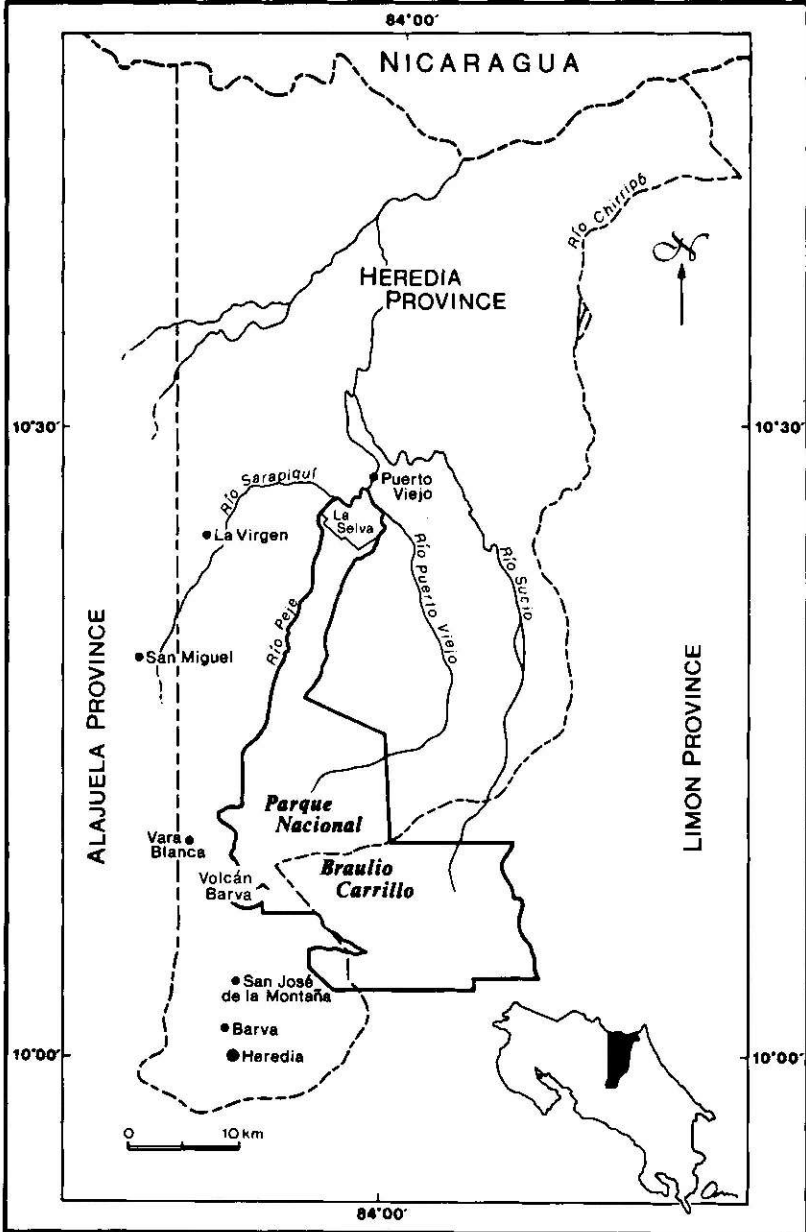 84°00'
NICARAGUA
Río Chirripó
HEREDIA
PROVINCE
10°30'
10°30'
Puerto
Viejo
Río Sarapiquí
La
Selva
La Virgen
Río Puerto Viejo
Río Sucio
Río Peje
San Miguel
ALAJUELA PROVINCE
LIMON PROVINCE
Parque
Nacional
Vara
Blanca
Braulio
Carrillo
Volcán
Barva
San José
de la Montaña
Barva
10°00'
Heredia
10°00'
0 10 km
84°00'